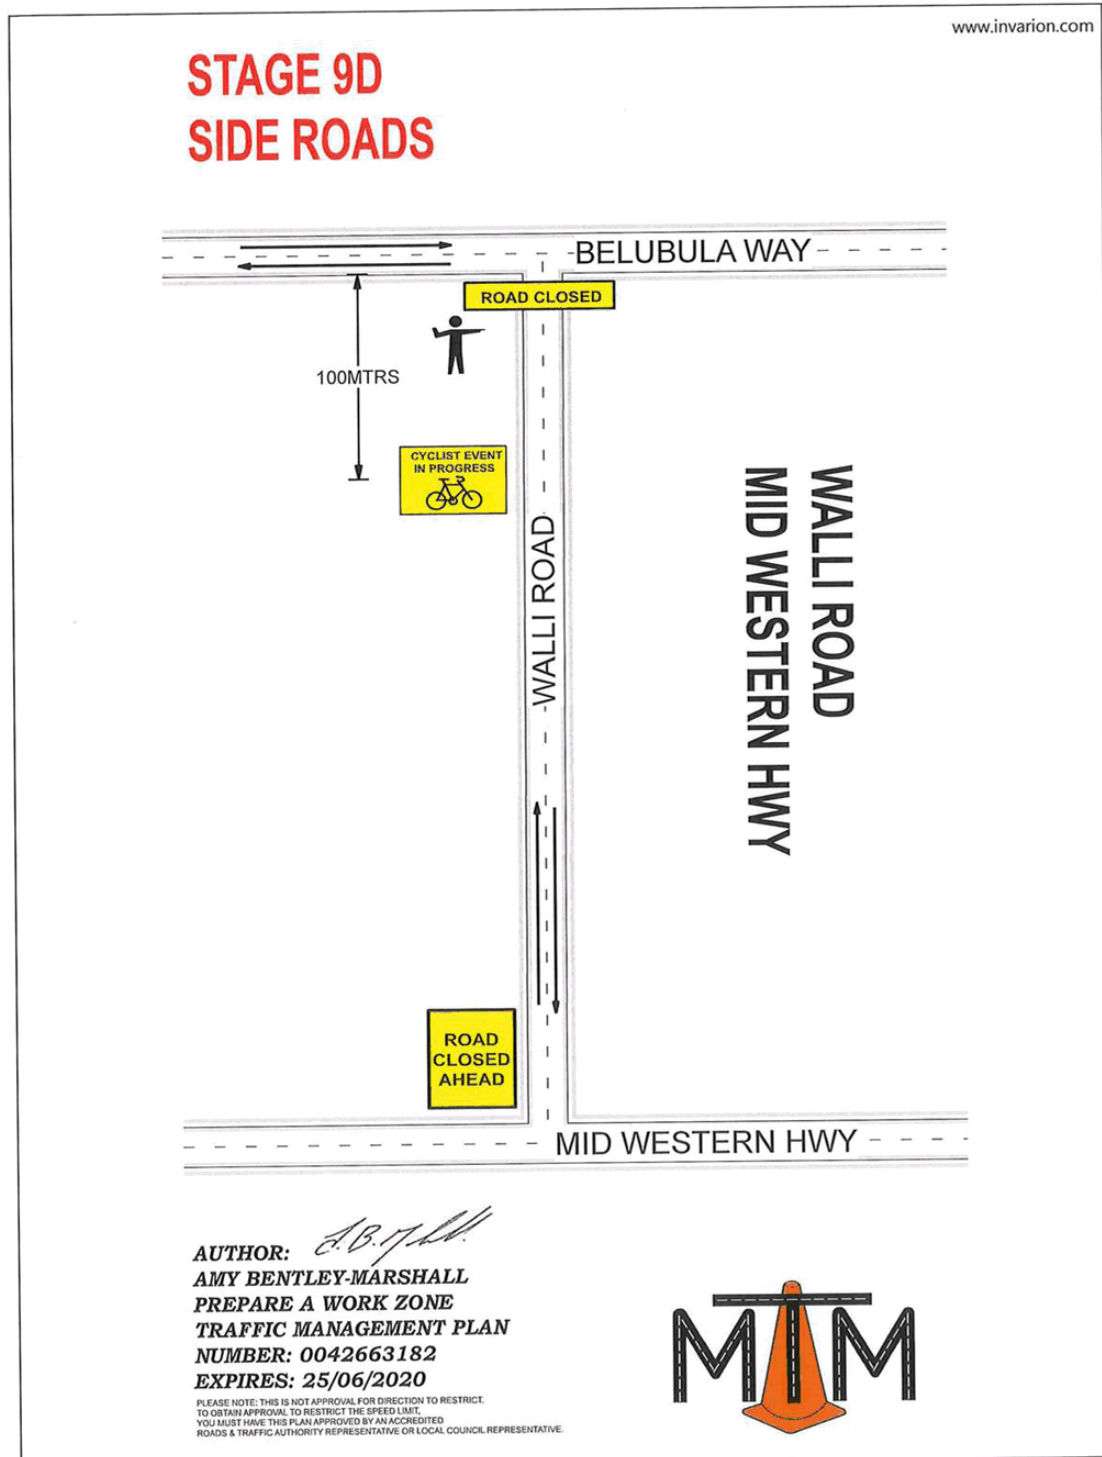 www.invarion.com
STAGE 9D
SIDE ROADS
BELUBULA WAY
ROAD CLOSED
100MTRS
CYCLIST EVENT
IN PROGRESS
WALLI ROAD
WALLI ROAD
MID WESTERN HWY
ROAD
CLOSED
AHEAD
MID WESTERN HWY
AUTHOR:
AMY BENTLEY-MARSHALL
PREPARE A WORK ZONE
TRAFFIC MANAGEMENT PLAN
NUMBER: 0042663182
EXPIRES: 25/06/2020
PLEASE NOTE: THIS IS NOT APPROVAL FOR DIRECTION TO RESTRICT.
TO OBTAIN APPROVAL TO RESTRICT THE SPEED LIMIT,
YOU MUST HAVE THIS PLAN APPROVED BY AN ACCREDITED
ROADS & TRAFFIC AUTHORITY REPRESENTATIVE OR LOCAL COUNCIL REPRESENTATIVE.
MTM